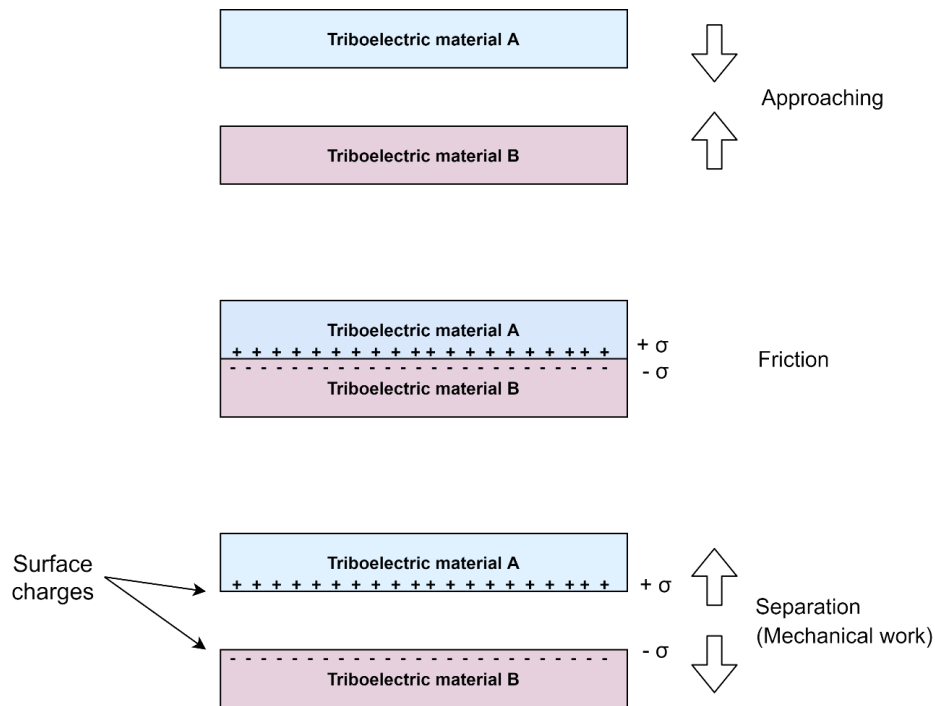 Triboelectric material A
Approaching
Triboelectric material B
Triboelectric material A
+ + + + + + + + + + + + + + + + + + + +
+ σ
- - - - - - - - - - - - - - - - - - - - - - - -
- σ
Friction
Triboelectric material B
Surface
charges
Triboelectric material A
+ + + + + + + + + + + + + + + + + + + +
+ σ
Separation
(Mechanical work)
- σ
- - - - - - - - - - - - - - - - - - - - - - - -
Triboelectric material B